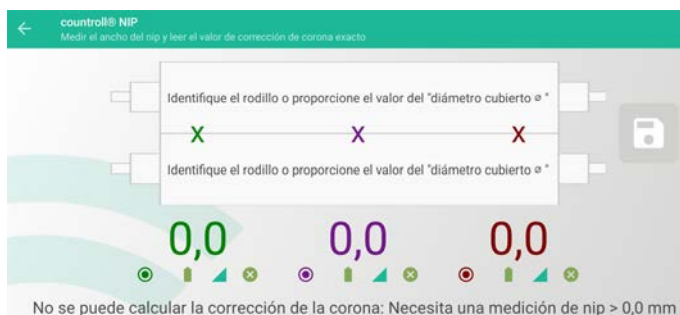 countroll® NIP
Medir el ancho del nip y leer el valor de corrección de corona exacto
Identifique el rodillo o proporcione el valor del "diámetro cubierto ø "
X X X
Identifique el rodillo o proporcione el valor del "diámetro cubierto ø "
0,0 0,0 0,0
No se puede calcular la corrección de la corona: Necesita una medición de nip > 0,0 mm